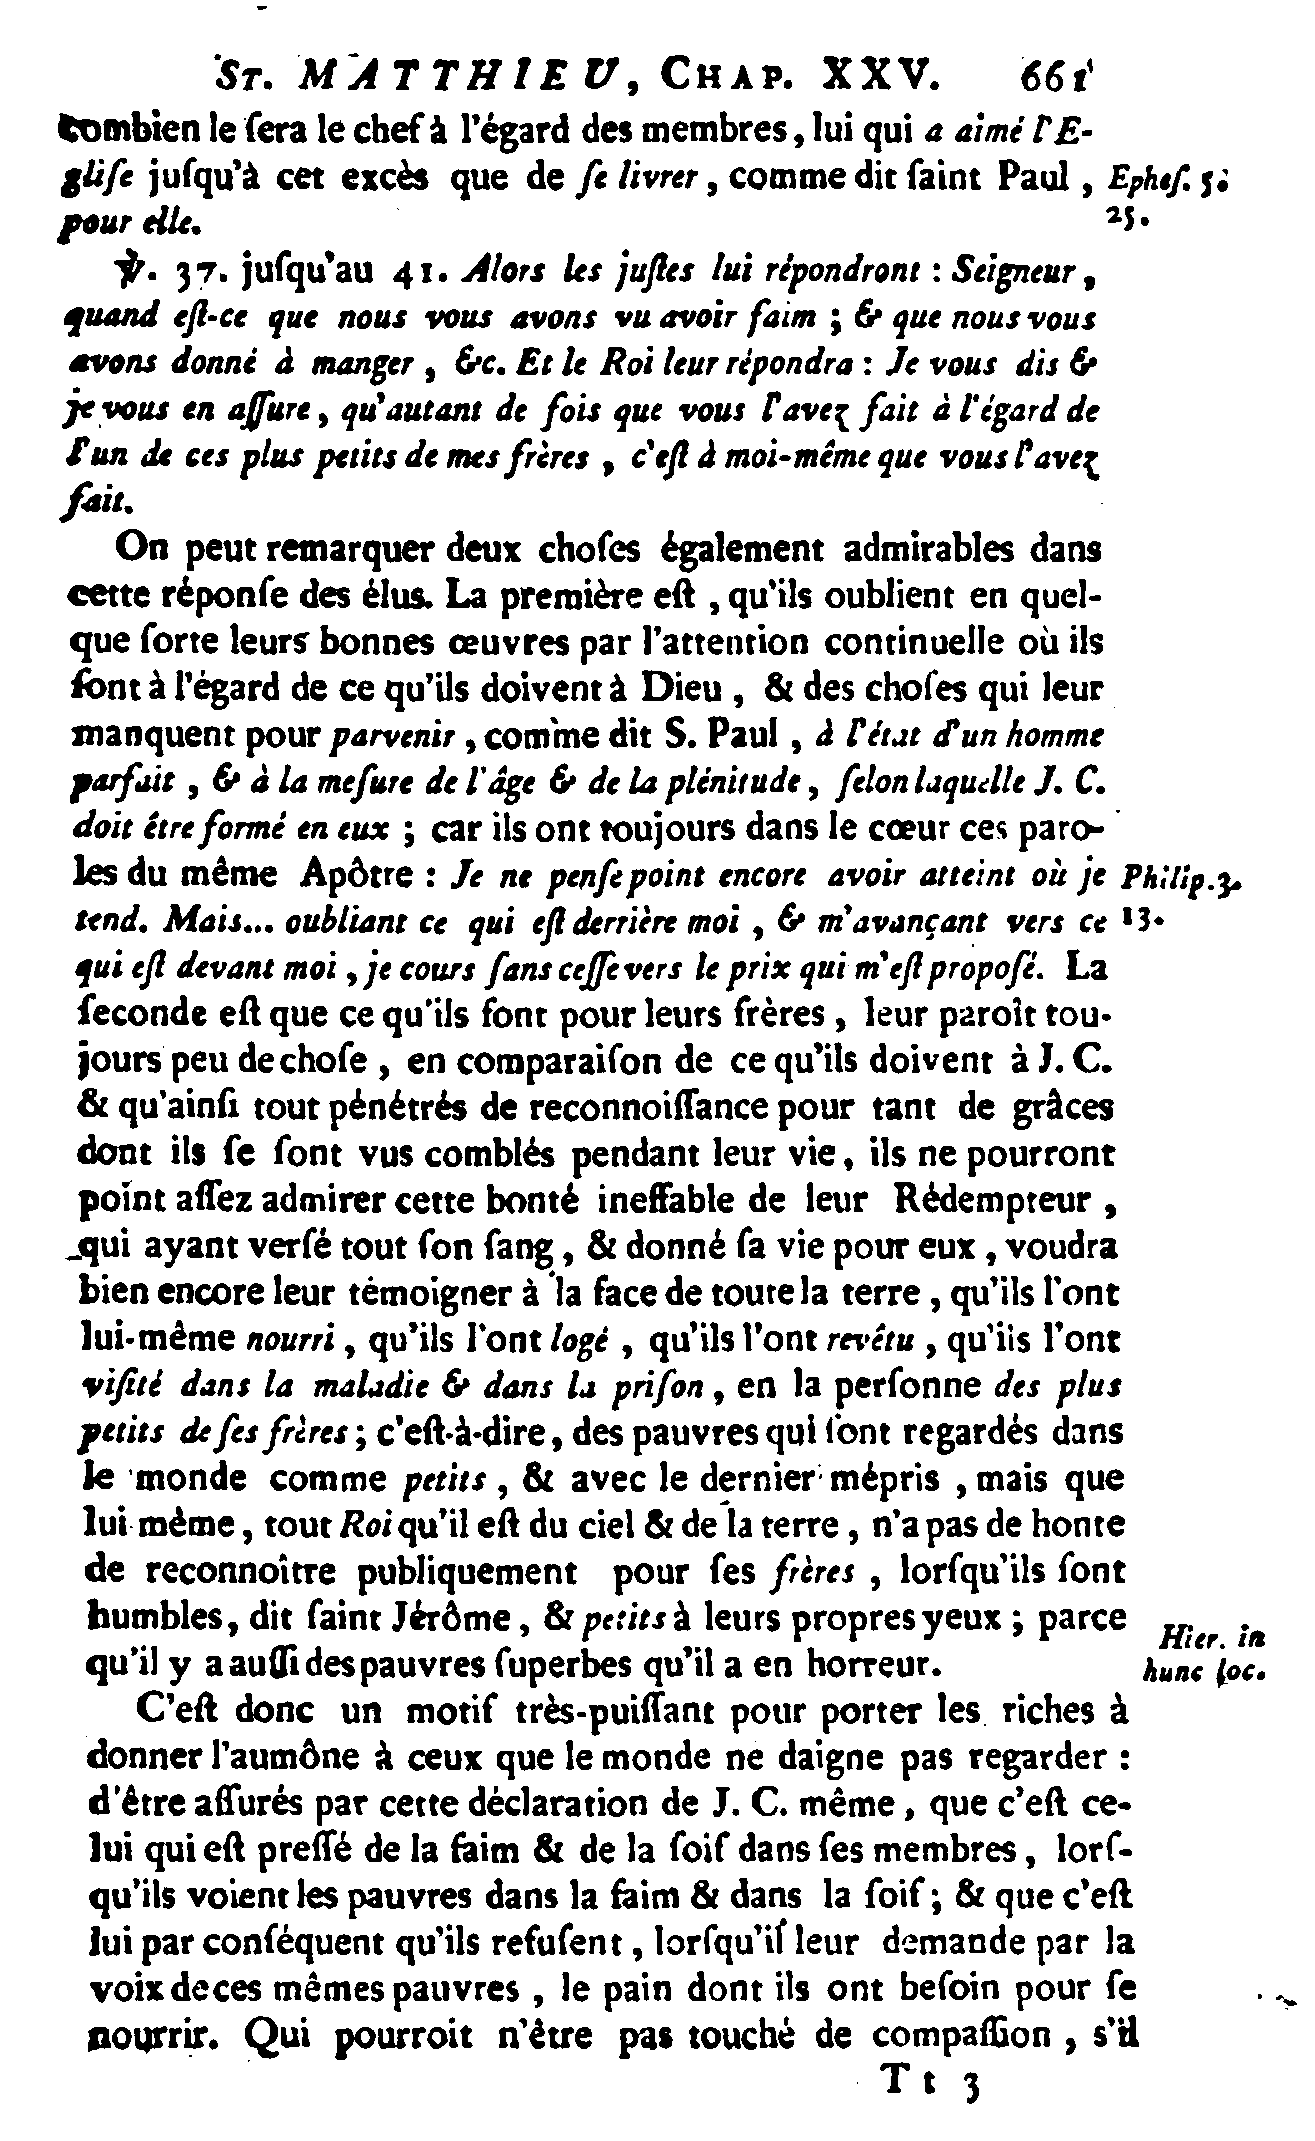 ST. MATTHIEU, CHAP. XXV. 661
combien le ſera le chef à l'égard des membres, lui qui a aimé l'E-
gliſe juſqu'à cet excès que de ſe livrer, comme dit ſaint Paul, Epheſ. 5.
pour elle. 25.
℣. 37. juſqu'au 41. Alors les juſtes lui répondront : Seigneur,
quand eſt-ce que nous vous avons vu avoir faim ; & que nous vous
avons donné à manger, &c. Et le Roi leur répondra : Je vous dis &
je vous en aſſure, qu'autant de fois que vous l'avez fait à l'égard de
l'un de ces plus petits de mes frères, c'eſt à moi-même que vous l'avez
fait.
On peut remarquer deux choſes également admirables dans
cette réponſe des élus. La première eſt, qu'ils oublient en quel-
que ſorte leurs bonnes œuvres par l'attention continuelle où ils
ſont à l'égard de ce qu'ils doivent à Dieu, & des choſes qui leur
manquent pour parvenir, comme dit S. Paul, à l'état d'un homme
parfait, & à la meſure de l'âge & de la plénitude, ſelon laquelle J. C.
doit être formé en eux ; car ils ont toujours dans le cœur ces paro-
les du même Apôtre : Je ne penſe point encore avoir atteint où je Philip. 3.
tend. Mais... oubliant ce qui eſt derrière moi, & m'avançant vers ce 13.
qui eſt devant moi, je cours ſans ceſſe vers le prix qui m'eſt propoſé. La
ſeconde eſt que ce qu'ils font pour leurs frères, leur paroît tou-
jours peu de choſe, en comparaiſon de ce qu'ils doivent à J. C.
& qu'ainſi tout pénétrés de reconnoiſſance pour tant de grâces
dont ils ſe ſont vus comblés pendant leur vie, ils ne pourront
point aſſez admirer cette bonté ineffable de leur Rédempteur,
qui ayant verſé tout ſon ſang, & donné ſa vie pour eux, voudra
bien encore leur témoigner à la face de toute la terre, qu'ils l'ont
lui-même nourri, qu'ils l'ont logé, qu'ils l'ont revêtu, qu'ils l'ont
viſité dans la maladie & dans la priſon, en la perſonne des plus
petits de ſes frères ; c'eſt-à-dire, des pauvres qui ſont regardés dans
le monde comme petits, & avec le dernier mépris, mais que
lui-même, tout Roi qu'il eſt du ciel & de la terre, n'a pas de honte
de reconnoître publiquement pour ſes frères, lorſqu'ils ſont
humbles, dit ſaint Jérôme, & petits à leurs propres yeux ; parce Hier. in
qu'il y a auſſi des pauvres ſuperbes qu'il a en horreur. hunc loc.
C'eſt donc un motif très-puiſſant pour porter les riches à
donner l'aumône à ceux que le monde ne daigne pas regarder :
d'être aſſurés par cette déclaration de J. C. même, que c'eſt ce-
lui qui eſt preſſé de la faim & de la ſoif dans ſes membres, lorſ-
qu'ils voient les pauvres dans la faim & dans la ſoif ; & que c'eſt
lui par conſéquent qu'ils refuſent, lorſqu'il leur demande par la
voix de ces mêmes pauvres, le pain dont ils ont beſoin pour ſe
nourrir. Qui pourroit n'être pas touché de compaſſion, s'il
Tt 3